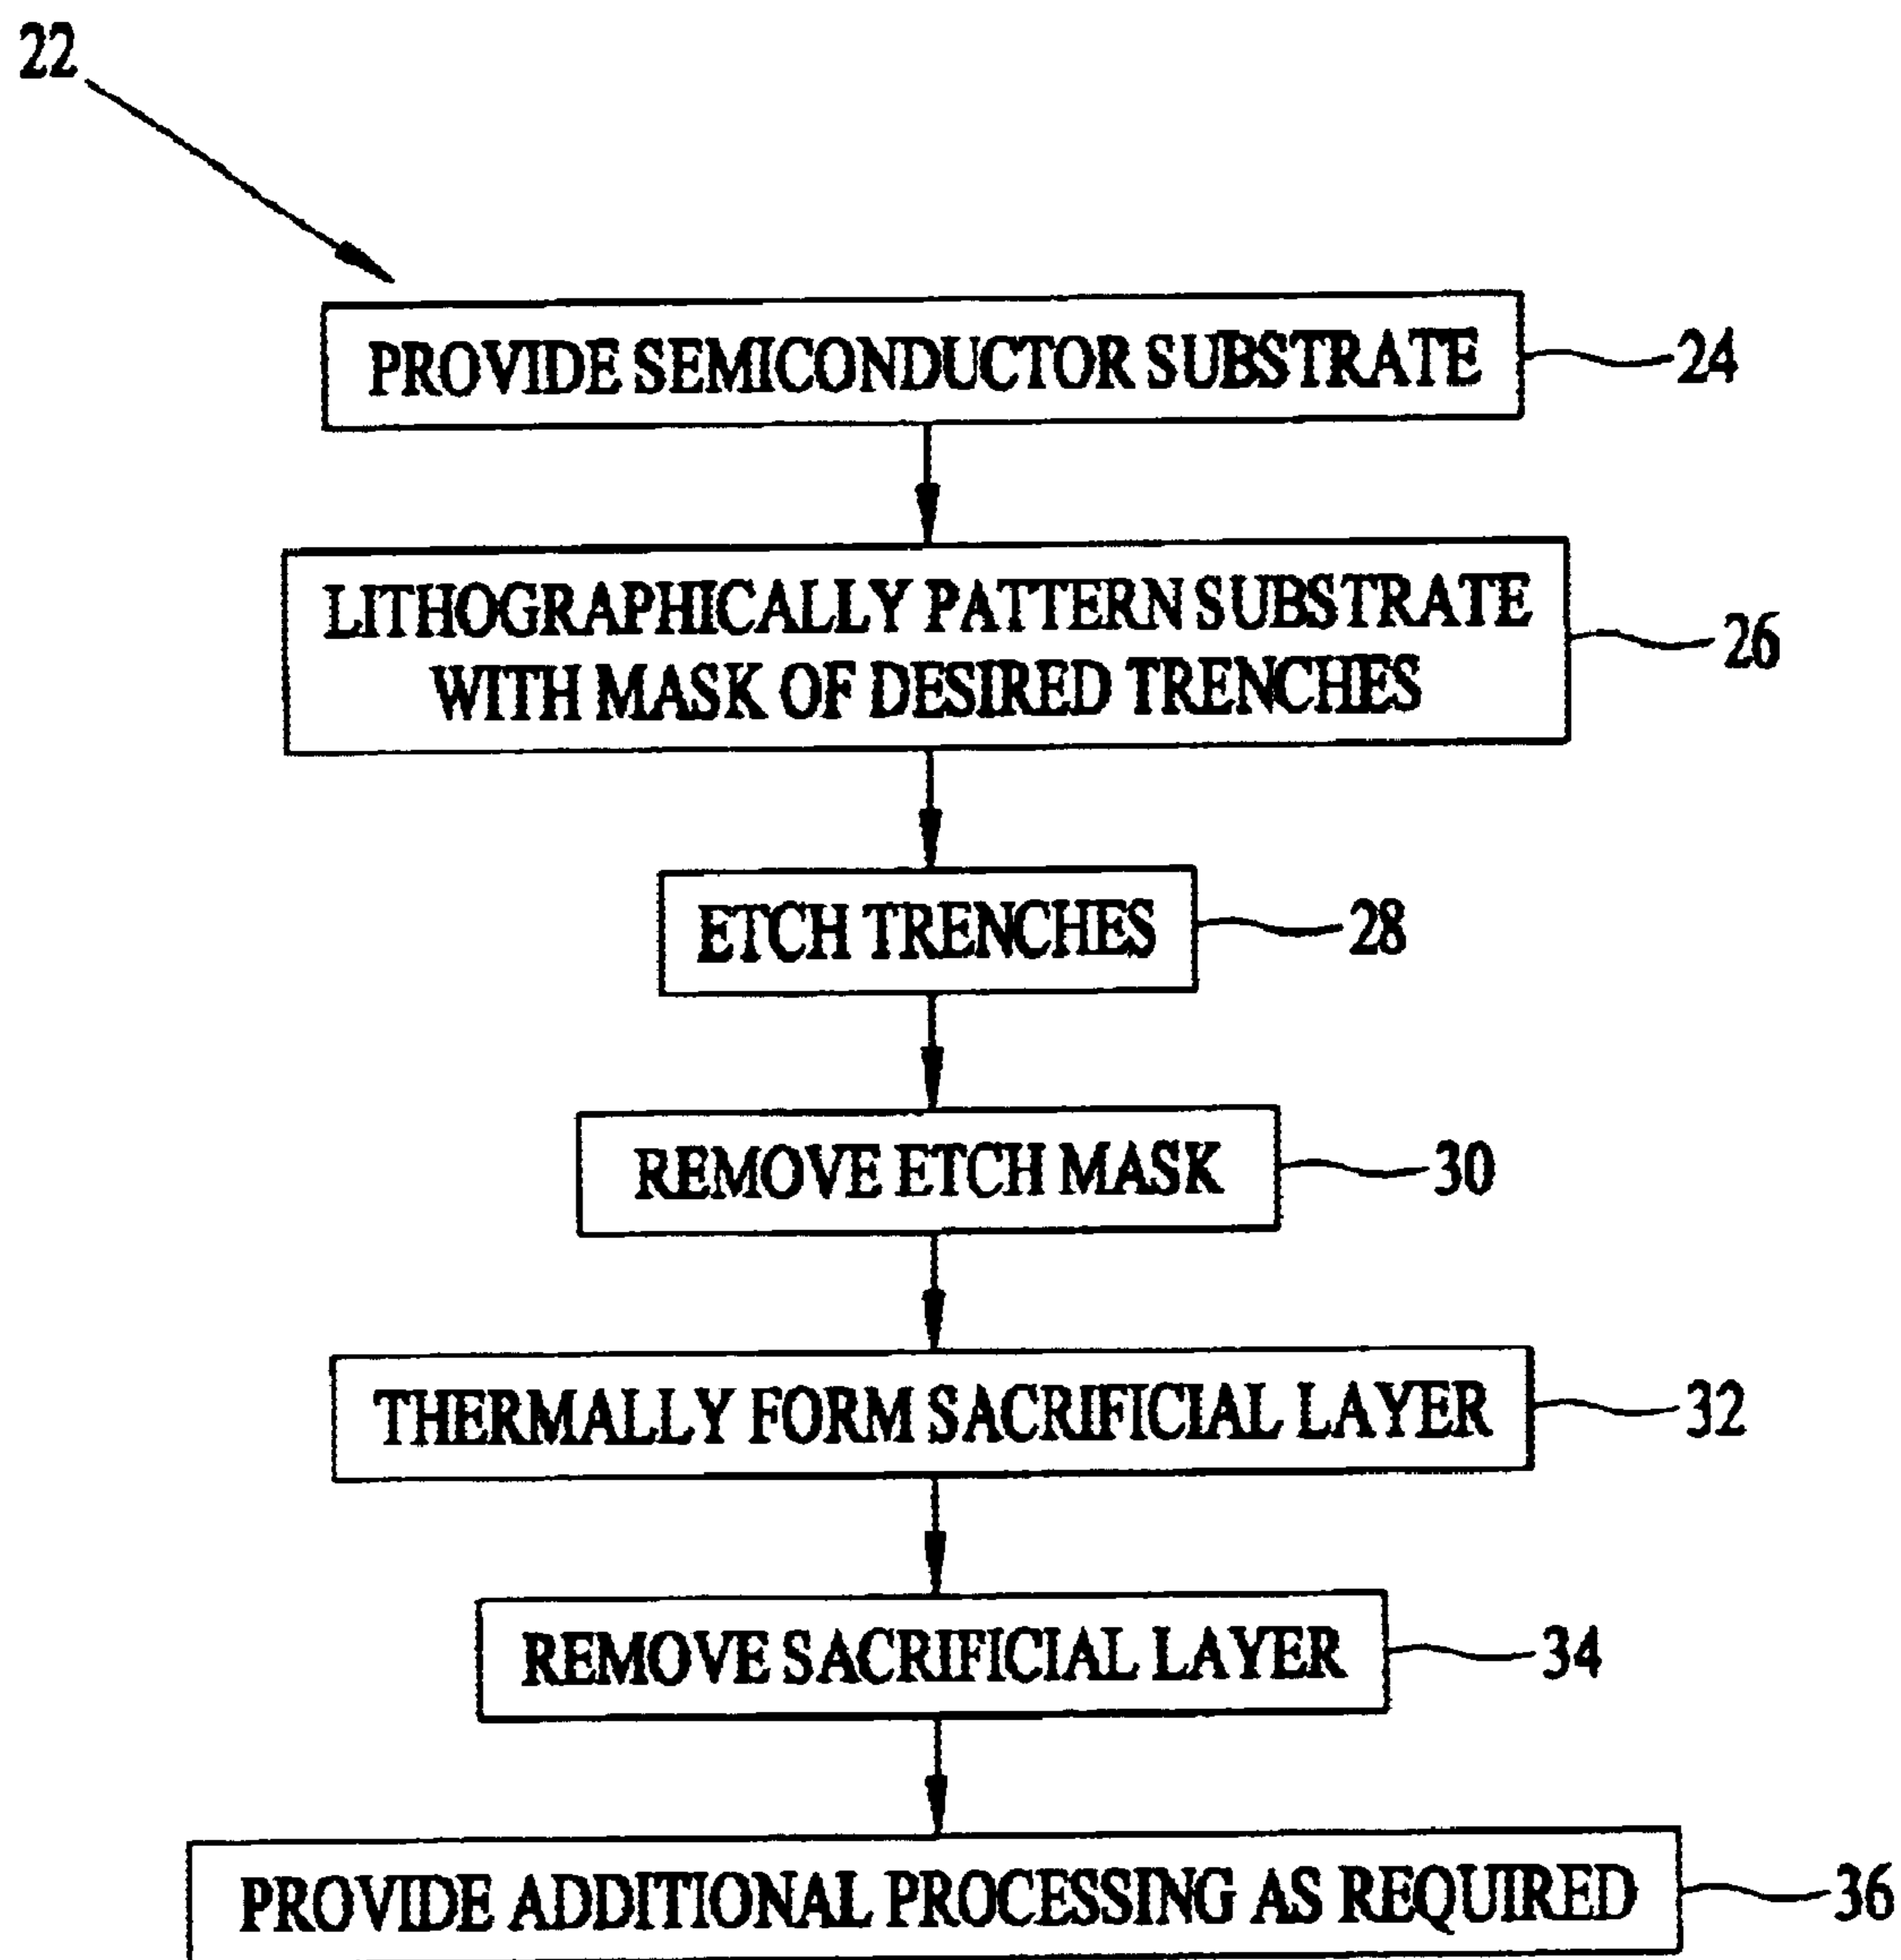 22
PROVIDE SEMICONDUCTOR SUBSTRATE
24
LITHOGRAPHICALLY PATTERN SUBSTRATE
WITH MASK OF DESIRED TRENCHES
26
ETCH TRENCHES
28
REMOVE ETCH MASK
30
THERMALLY FORM SACRIFICIAL LAYER
32
REMOVE SACRIFICIAL LAYER
34
PROVIDE ADDITIONAL PROCESSING AS REQUIRED
36